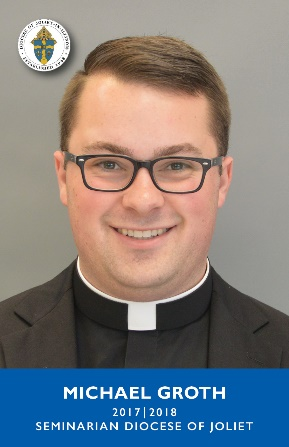 MICHAEL GROTH
2017|2018
SEMINARIAN DIOCESE OF JOLIET